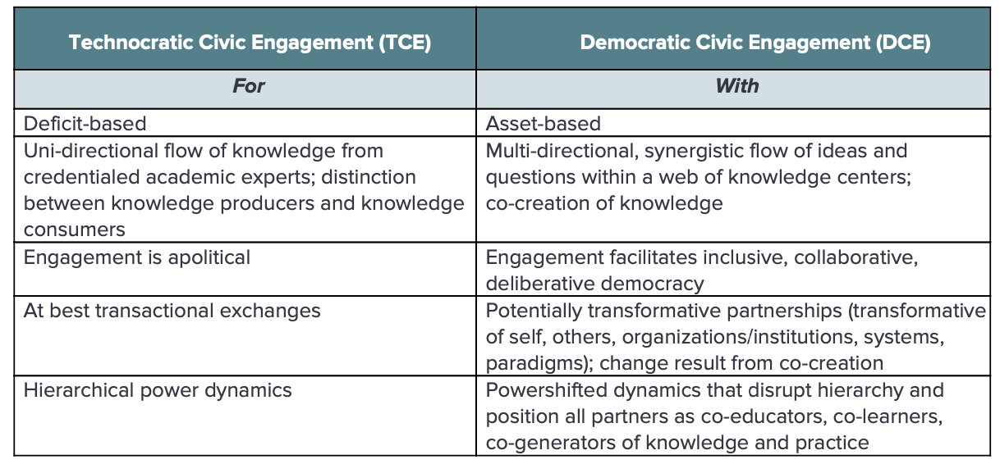 Technocratic Civic Engagement (TCE)
Democratic Civic Engagement (DCE)
For
With
Deficit-based
Asset-based
Uni-directional flow of knowledge from
credentialed academic experts; distinction
between knowledge producers and knowledge
consumers
Multi-directional, synergistic flow of ideas and
questions within a web of knowledge centers;
co-creation of knowledge
Engagement is apolitical
Engagement facilitates inclusive, collaborative,
deliberative democracy
At best transactional exchanges
Potentially transformative partnerships (transformative
of self, others, organizations/institutions, systems,
paradigms); change result from co-creation
Hierarchical power dynamics
Powershifted dynamics that disrupt hierarchy and
position all partners as co-educators, co-learners,
co-generators of knowledge and practice